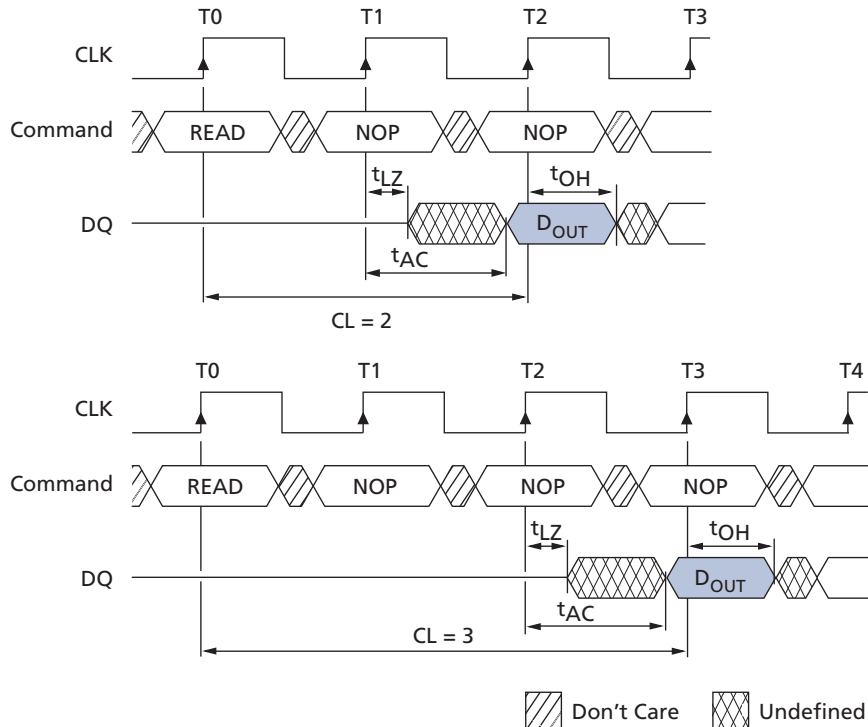 T0 T1 T2 T3
CLK
Command READ NOP NOP
tLZ tOH
DQ DOUT
tAC
CL = 2
T0 T1 T2 T3 T4
CLK
Command READ NOP NOP NOP
tLZ tOH
DQ DOUT
tAC
CL = 3
Don't Care Undefined